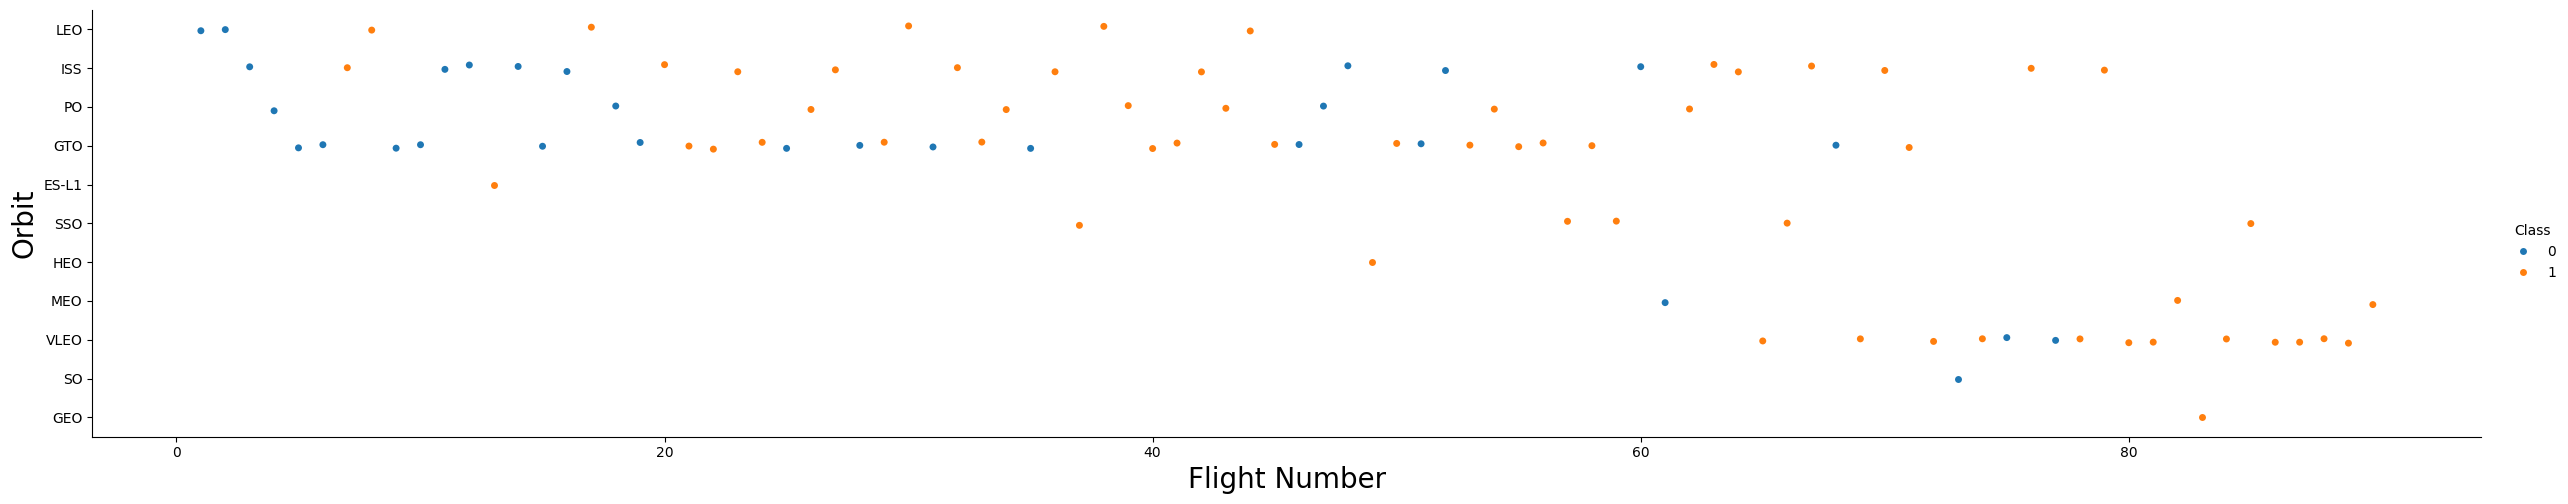 LEO
ISS
PO
GTO
ES-L1
SSO
HEO
MEO
VLEO
SO
GEO
Orbit
0 20 40 60 80
Flight Number
Class
0
1